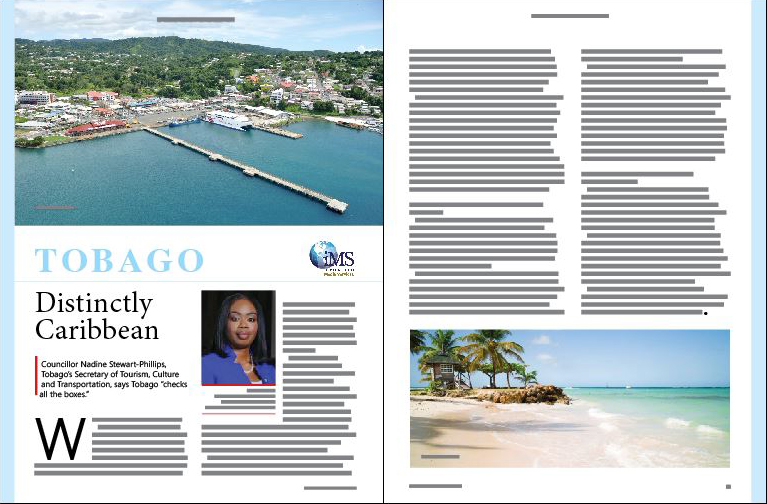 TOBAGO
iMS
Distinctly
Caribbean
Councillor Nadine Stewart-Phillips,
Tobago's Secretary of Tourism, Culture
and Transportation, says Tobago "checks
all the boxes."
W